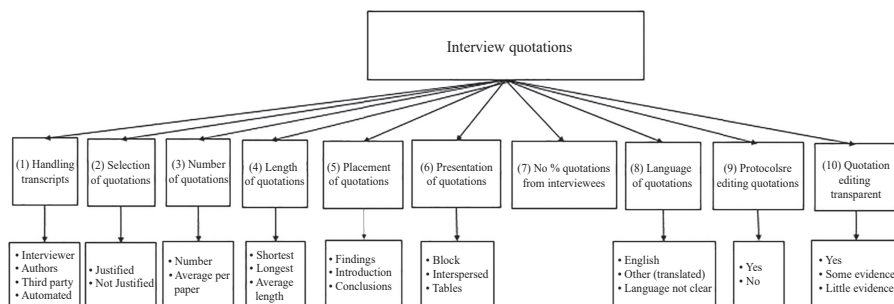 Interview quotations
(1) Handling
transcripts
(2) Selection
of quotations
(3) Number
of quotations
(4) Length
of quotations
(5) Placement
of quotations
(6) Presentation
of quotations
(7) No % quotations
from interviewees
(8) Language
of quotations
(9) Protocolsre
editing quotations
(10) Quotation
editing
transparent
• Interviewer
• Authors
• Third party
• Automated
• Justified
• Not Justified
• Number
• Average per
paper
• Shortest
• Longest
• Average
length
• Findings
• Introduction
• Conclusions
• Block
• Interspersed
• Tables
• English
• Other (translated)
• Language not clear
• Yes
• No
• Yes
• Some evidence
• Little evidence